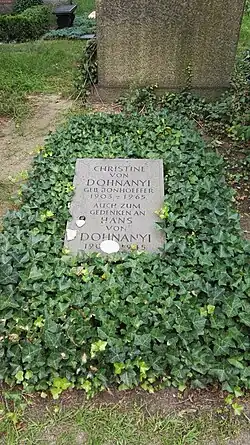 CHRISTINE
VON
DOHNANYI
GEB. BONHOEFFER
1903 – 1965
AUCH ZUM
GEDENKEN AN
HANS
VON
DOHNANYI